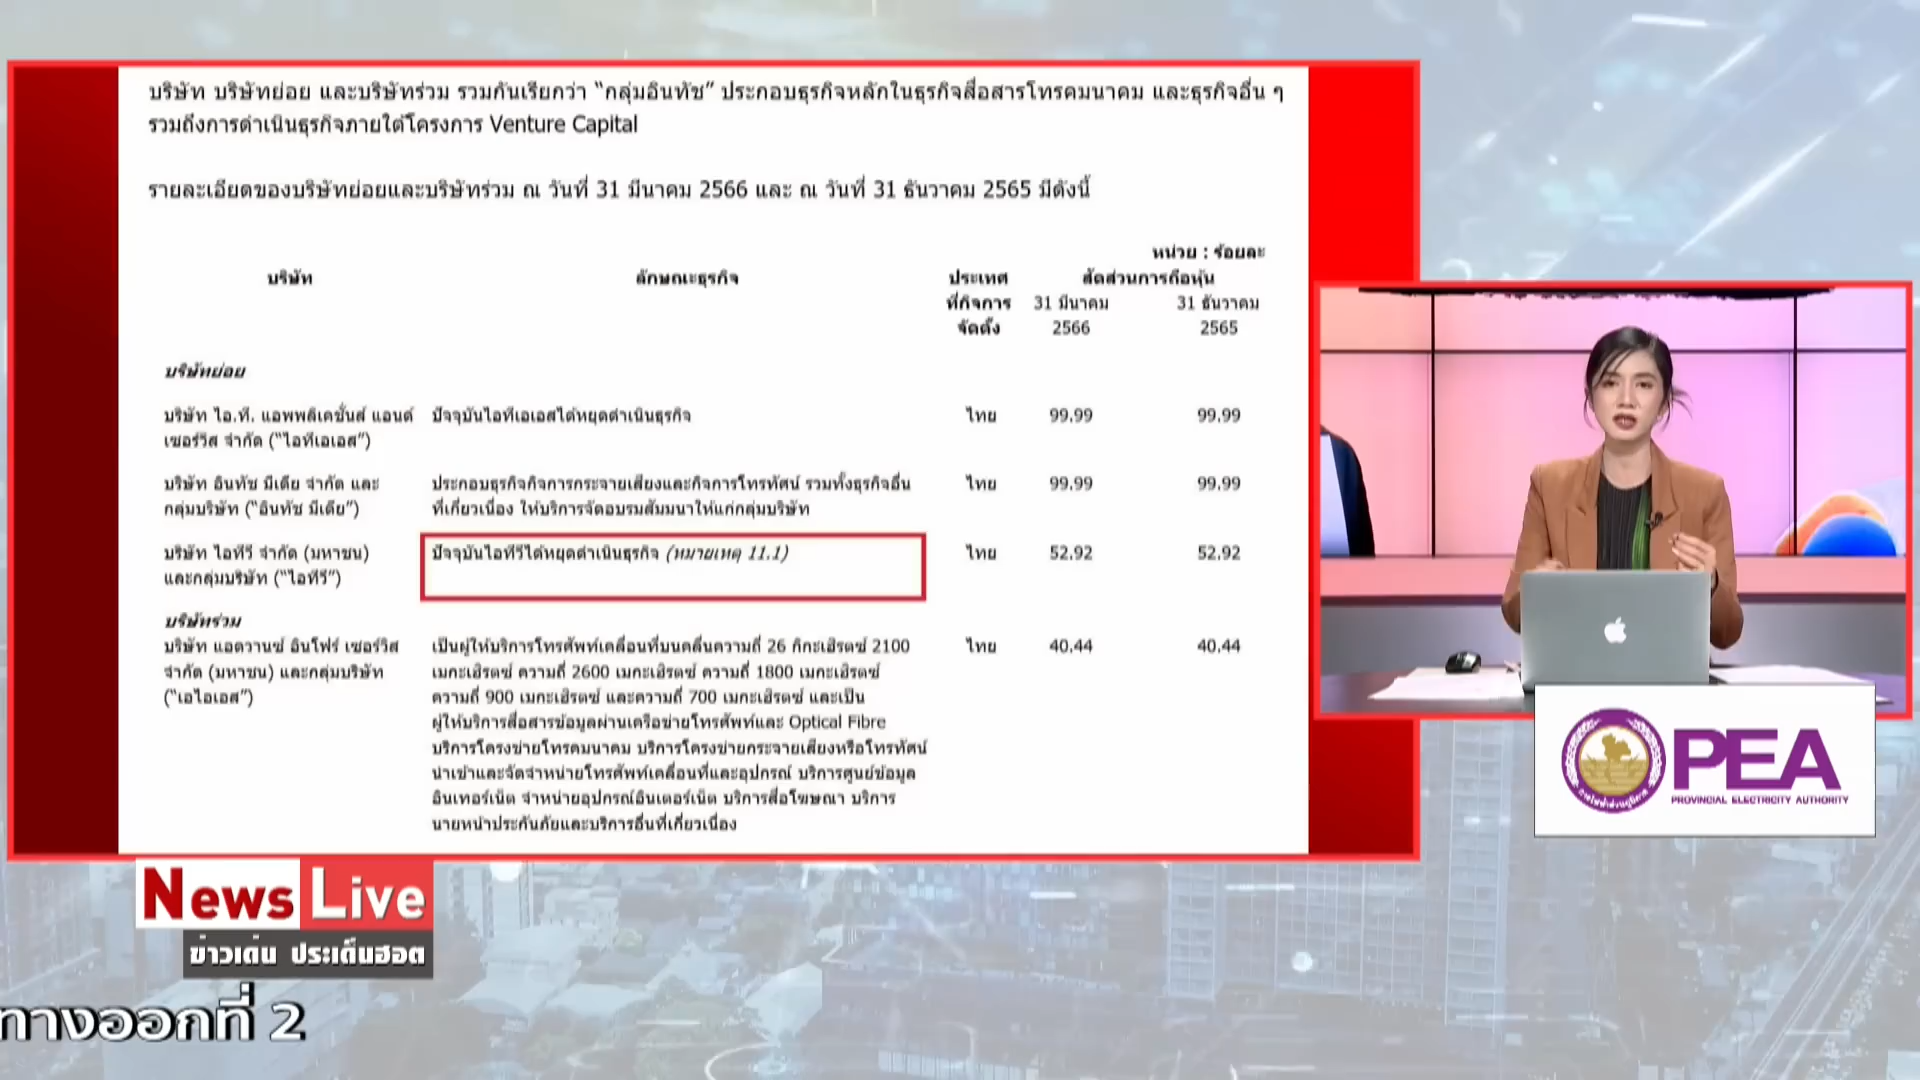 บริษัท บริษัทย่อย และบริษัทร่วม รวมกันเรียกว่า “กลุ่มอินทัช” ประกอบธุรกิจหลักในธุรกิจสื่อสารโทรคมนาคม และธุรกิจอื่น ๆ
รวมถึงการดำเนินธุรกิจภายใต้โครงการ Venture Capital
รายละเอียดของบริษัทย่อยและบริษัทร่วม ณ วันที่ 31 มีนาคม 2566 และ ณ วันที่ 31 ธันวาคม 2565 มีดังนี้
หน่วย : ร้อยละ
บริษัท ลักษณะธุรกิจ ประเทศ สัดส่วนการถือหุ้น
ที่กิจการ 31 มีนาคม 31 ธันวาคม
จัดตั้ง 2566 2565
บริษัทย่อย
บริษัท ไอ.ที. แอพพลิเคชั่นส์ แอนด์ ปัจจุบันไอทีเอเอสได้หยุดดำเนินธุรกิจ ไทย 99.99 99.99
เซอร์วิส จำกัด (“ไอทีเอเอส”)
บริษัท อินทัช มีเดีย จำกัด และ ประกอบธุรกิจกิจการกระจายเสียงและกิจการโทรทัศน์ รวมทั้งธุรกิจอื่น ไทย 99.99 99.99
กลุ่มบริษัท (“อินทัช มีเดีย”) ที่เกี่ยวเนื่อง ให้บริการจัดอบรมสัมมนาให้แก่กลุ่มบริษัท
บริษัท ไอทีวี จำกัด (มหาชน) ปัจจุบันไอทีวีได้หยุดดำเนินธุรกิจ (หมายเหตุ 11.1) ไทย 52.92 52.92
และกลุ่มบริษัท (“ไอทีวี”)
บริษัทร่วม
บริษัท แอดวานซ์ อินโฟร์ เซอร์วิส เป็นผู้ให้บริการโทรศัพท์เคลื่อนที่บนคลื่นความถี่ 26 กิกะเฮิรตซ์ 2100 ไทย 40.44 40.44
จำกัด (มหาชน) และกลุ่มบริษัท เมกะเฮิรตซ์ ความถี่ 2600 เมกะเฮิรตซ์ ความถี่ 1800 เมกะเฮิรตซ์
(“เอไอเอส”) ความถี่ 900 เมกะเฮิรตซ์ และความถี่ 700 เมกะเฮิรตซ์ และเป็น
ผู้ให้บริการสื่อสารข้อมูลผ่านเครือข่ายโทรศัพท์และ Optical Fibre
บริการโครงข่ายโทรคมนาคม บริการโครงข่ายกระจายเสียงหรือโทรทัศน์
นำเข้าและจัดจำหน่ายโทรศัพท์เคลื่อนที่และอุปกรณ์ บริการศูนย์ข้อมูล
อินเทอร์เน็ต จำหน่ายอุปกรณ์อินเตอร์เน็ต บริการสื่อโฆษณา บริการ
นายหน้าประกันภัยและบริการอื่นที่เกี่ยวเนื่อง
PEA
PROVINCIAL ELECTRICITY AUTHORITY
การไฟฟ้าส่วนภูมิภาค
News Live
ข่าวเด่น ประเด็นฮอต
ทางออกที่ 2